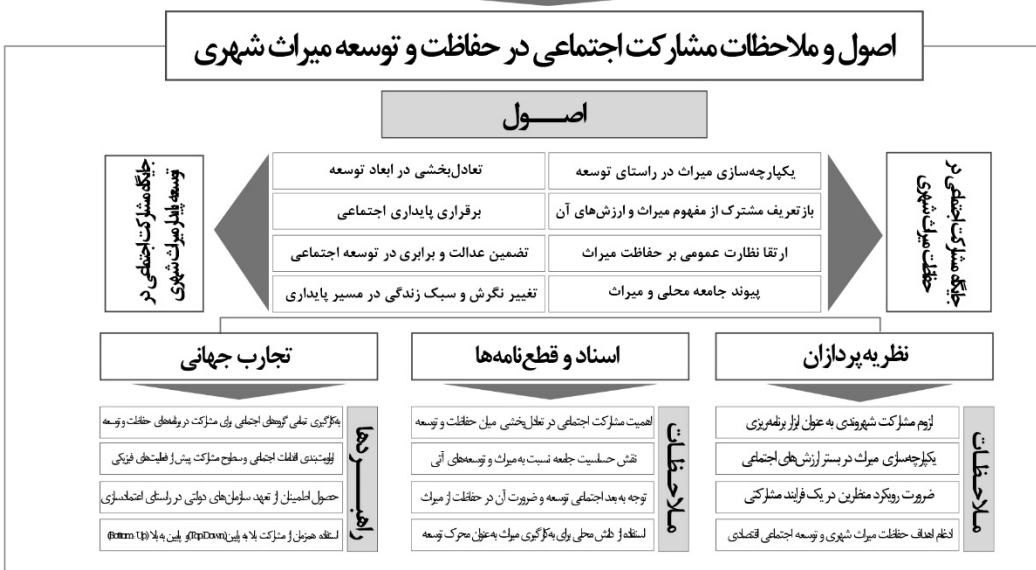 اصول و ملاحظات مشارکت اجتماعی در حفاظت و توسعه میراث شهری
اصـــــول
جایگاه مشارکت اجتماعی در
حفاظت میراث شهری
یکپارچه‌سازی میراث در راستای توسعه
بازتعریف مشترک از مفهوم میراث و ارزش‌های آن
ارتقا نظارت عمومی بر حفاظت میراث
پیوند جامعه محلی و میراث
تعادل‌بخشی در ابعاد توسعه
برقراری پایداری اجتماعی
تضمین عدالت و برابری در توسعه اجتماعی
تغییر نگرش و سبک زندگی در مسیر پایداری
جایگاه مشارکت اجتماعی در
توسعه پایدار میراث شهری
نظریه‌پردازان
ملاحظات
لزوم مشارکت شهروندی به عنوان ابزار برنامه‌ریزی
یکپارچه‌سازی میراث در بستر ارزش‌های اجتماعی
ضرورت رویکرد منظرین در یک فرآیند مشارکتی
ادغام اهداف حفاظت میراث شهری و توسعه اجتماعی اقتصادی
اسناد و قطع‌نامه‌ها
ملاحظات
اهمیت مشارکت اجتماعی در تعادل‌بخشی میان حفاظت و توسعه
نقش حساسیت جامعه نسبت به میراث و توسعه‌های آتی
توجه به بعد اجتماعی توسعه و ضرورت آن در حفاظت از میراث
استفاده از دانش محلی برای به‌کارگیری میراث به‌عنوان محرک توسعه
تجارب جهانی
راهبـــردها
به‌کارگیری تمامی گروه‌های اجتماعی برای مشارکت در برنامه‌های حفاظت و توسعه
اولویت‌بندی اقدامات اجتماعی و سطوح مشارکت پیش از فعالیت‌های فیزیکی
حصول اطمینان از تعهد سازمان‌های دولتی در راستای اعتمادسازی
استفاده همزمان از مشارکت بالا به پایین (Top Down) و پایین به بالا (Bottom Up)